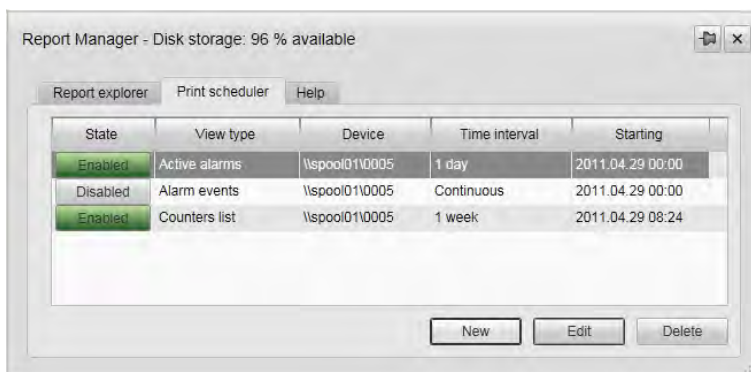 Report Manager - Disk storage: 96 % available
Report explorer Print scheduler Help
State View type Device Time interval Starting
Enabled Active alarms \\spool01\0005 1 day 2011.04.29 00:00
Disabled Alarm events \\spool01\0005 Continuous 2011.04.29 00:00
Enabled Counters list \\spool01\0005 1 week 2011.04.29 08:24
New Edit Delete